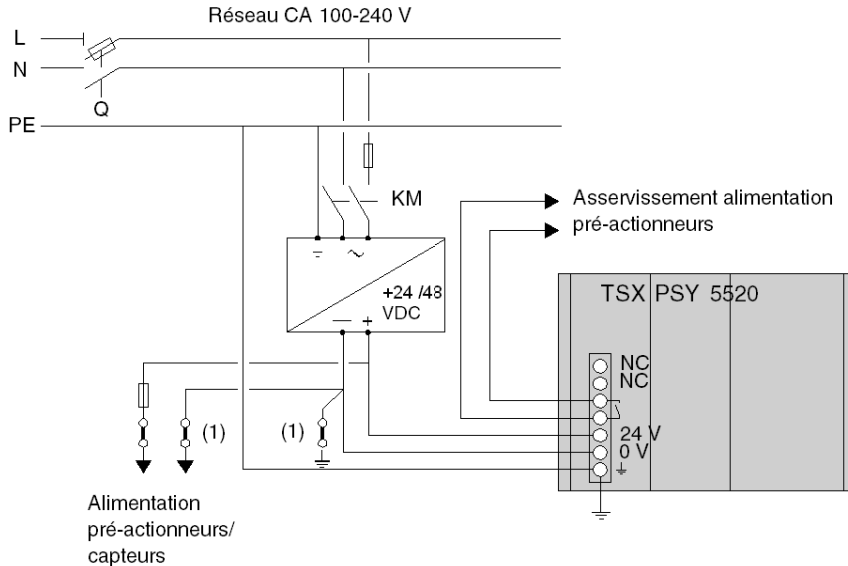 Réseau CA 100-240 V
L
N
Q
PE
KM
Asservissement alimentation
pré-actionneurs
+24 /48
VDC
— +
TSX PSY 5520
NC
NC
24 V
0 V
(1)
(1)
Alimentation
pré-actionneurs/
capteurs